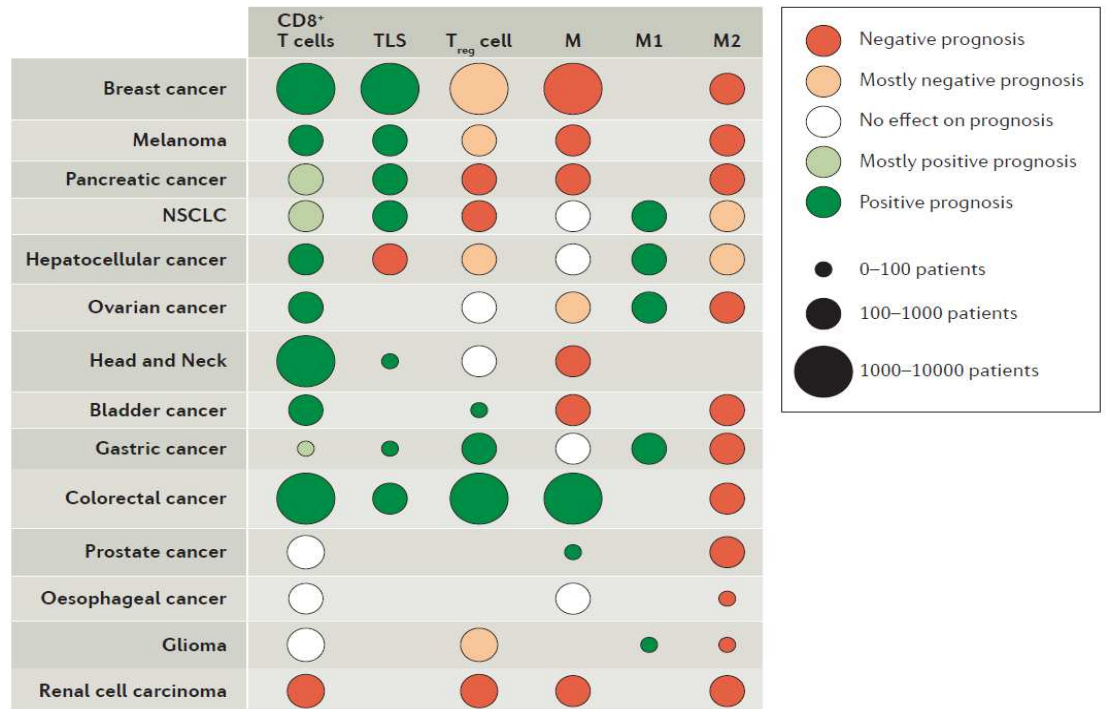 CD8⁺
T cells TLS Treg cell M M1 M2
Breast cancer
Melanoma
Pancreatic cancer
NSCLC
Hepatocellular cancer
Ovarian cancer
Head and Neck
Bladder cancer
Gastric cancer
Colorectal cancer
Prostate cancer
Oesophageal cancer
Glioma
Renal cell carcinoma
Negative prognosis
Mostly negative prognosis
No effect on prognosis
Mostly positive prognosis
Positive prognosis
0–100 patients
100–1000 patients
1000–10000 patients